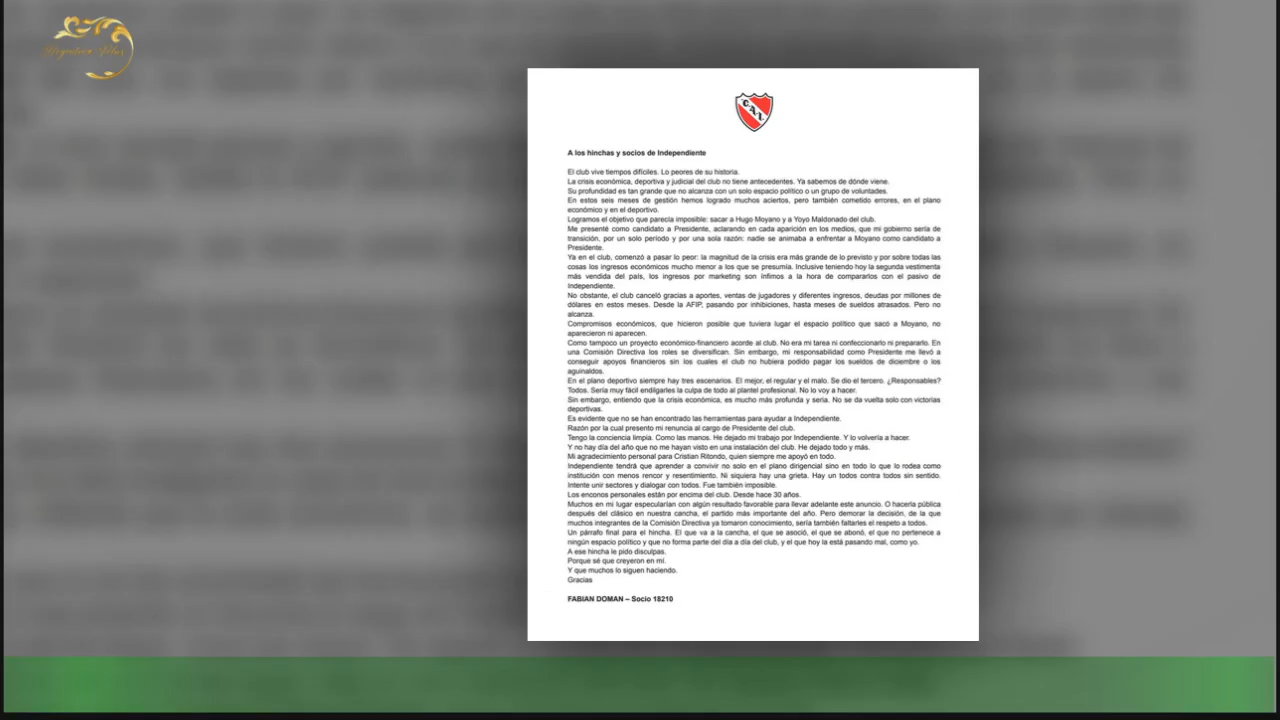 C.A.I.
A los hinchas y socios de Independiente
El club vive tiempos difíciles. Lo peores de su historia.
La crisis económica, deportiva y judicial del club no tiene antecedentes. Ya sabemos de dónde viene.
Su profundidad es tan grande que no alcanza con un solo espacio político o un grupo de voluntades.
En estos seis meses de gestión hemos logrado muchos aciertos, pero también cometido errores, en el plano
económico y en el deportivo.
Logramos el objetivo que parecía imposible: sacar a Hugo Moyano y a Yoyo Maldonado del club.
Me presenté como candidato a Presidente, aclarando en cada aparición en los medios, que mi gobierno sería de
transición, por un solo período y por una sola razón: nadie se animaba a enfrentar a Moyano como candidato a
Presidente.
Ya en el club, comenzó a pasar lo peor: la magnitud de la crisis era más grande de lo previsto y por sobre todas las
cosas los ingresos económicos mucho menor a los que se presumía. Inclusive teniendo hoy la segunda vestimenta
más vendida del país, los ingresos por marketing son ínfimos a la hora de compararlos con el pasivo de
Independiente.
No obstante, el club canceló gracias a aportes, ventas de jugadores y diferentes ingresos, deudas por millones de
dólares en estos meses. Desde la AFIP, pasando por inhibiciones, hasta meses de sueldos atrasados. Pero no
alcanza.
Compromisos económicos, que hicieron posible que tuviera lugar el espacio político que sacó a Moyano, no
aparecieron ni aparecen.
Como tampoco un proyecto económico-financiero acorde al club. No era mi tarea ni confeccionarlo ni prepararlo. En
una Comisión Directiva los roles se diversifican. Sin embargo, mi responsabilidad como Presidente me llevó a
conseguir apoyos financieros sin los cuales el club no hubiera podido pagar los sueldos de diciembre o los
aguinaldos.
En el plano deportivo siempre hay tres escenarios. El mejor, el regular y el malo. Se dio el tercero. ¿Responsables?
Todos. Sería muy fácil endilgarles la culpa de todo al plantel profesional. No lo voy a hacer.
Sin embargo, entiendo que la crisis económica, es mucho más profunda y seria. No se da vuelta solo con victorias
deportivas.
Es evidente que no se han encontrado las herramientas para ayudar a Independiente.
Razón por la cual presento mi renuncia al cargo de Presidente del club.
Tengo la conciencia limpia. Como las manos. He dejado mi trabajo por Independiente. Y lo volvería a hacer.
Y no hay día del año que no me hayan visto en una instalación del club. He dejado todo y más.
Mi agradecimiento personal para Cristian Ritondo, quien siempre me apoyó en todo.
Independiente tendrá que aprender a convivir no solo en el plano dirigencial sino en todo lo que lo rodea como
institución con menos rencor y resentimiento. Ni siquiera hay una grieta. Hay un todos contra todos sin sentido.
Intente unir sectores y dialogar con todos. Fue también imposible.
Los enconos personales están por encima del club. Desde hace 30 años.
Muchos en mi lugar especularían con algún resultado favorable para llevar adelante este anuncio. O hacerla pública
después del clásico en nuestra cancha, el partido más importante del año. Pero demorar la decisión, de la que
muchos integrantes de la Comisión Directiva ya tomaron conocimiento, sería también faltarles el respeto a todos.
Un párrafo final para el hincha. El que va a la cancha, el que se asoció, el que se abonó, el que no pertenece a
ningún espacio político y que no forma parte del día a día del club, y el que hoy la está pasando mal, como yo.
A ese hincha le pido disculpas.
Porque sé que creyeron en mí.
Y que muchos lo siguen haciendo.
Gracias
FABIAN DOMAN – Socio 18210